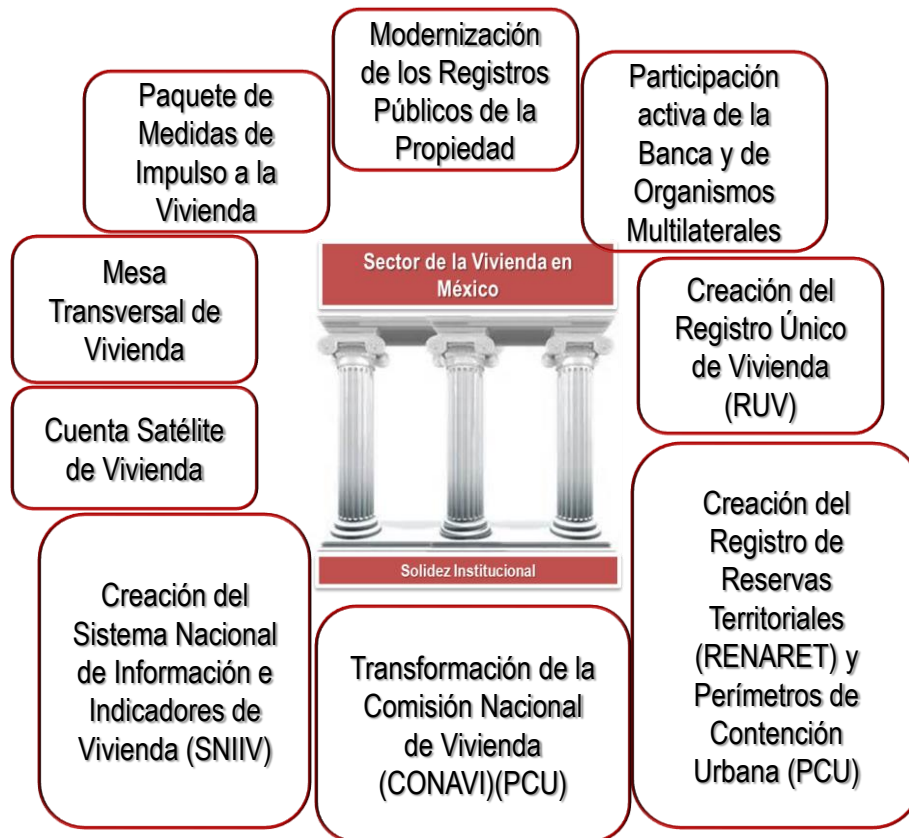 Modernización
de los Registros
Públicos de la
Propiedad
Paquete de
Medidas de
Impulso a la
Vivienda
Participación
activa de la
Banca y de
Organismos
Multilaterales
Mesa
Transversal de
Vivienda
Sector de la Vivienda en
México
Creación del
Registro Único
de Vivienda
(RUV)
Cuenta Satélite
de Vivienda
Solidez Institucional
Creación del
Sistema Nacional
de Información e
Indicadores de
Vivienda (SNIIV)
Transformación de la
Comisión Nacional
de Vivienda
(CONAVI)(PCU)
Creación del
Registro de
Reservas
Territoriales
(RENARET) y
Perímetros de
Contención
Urbana (PCU)